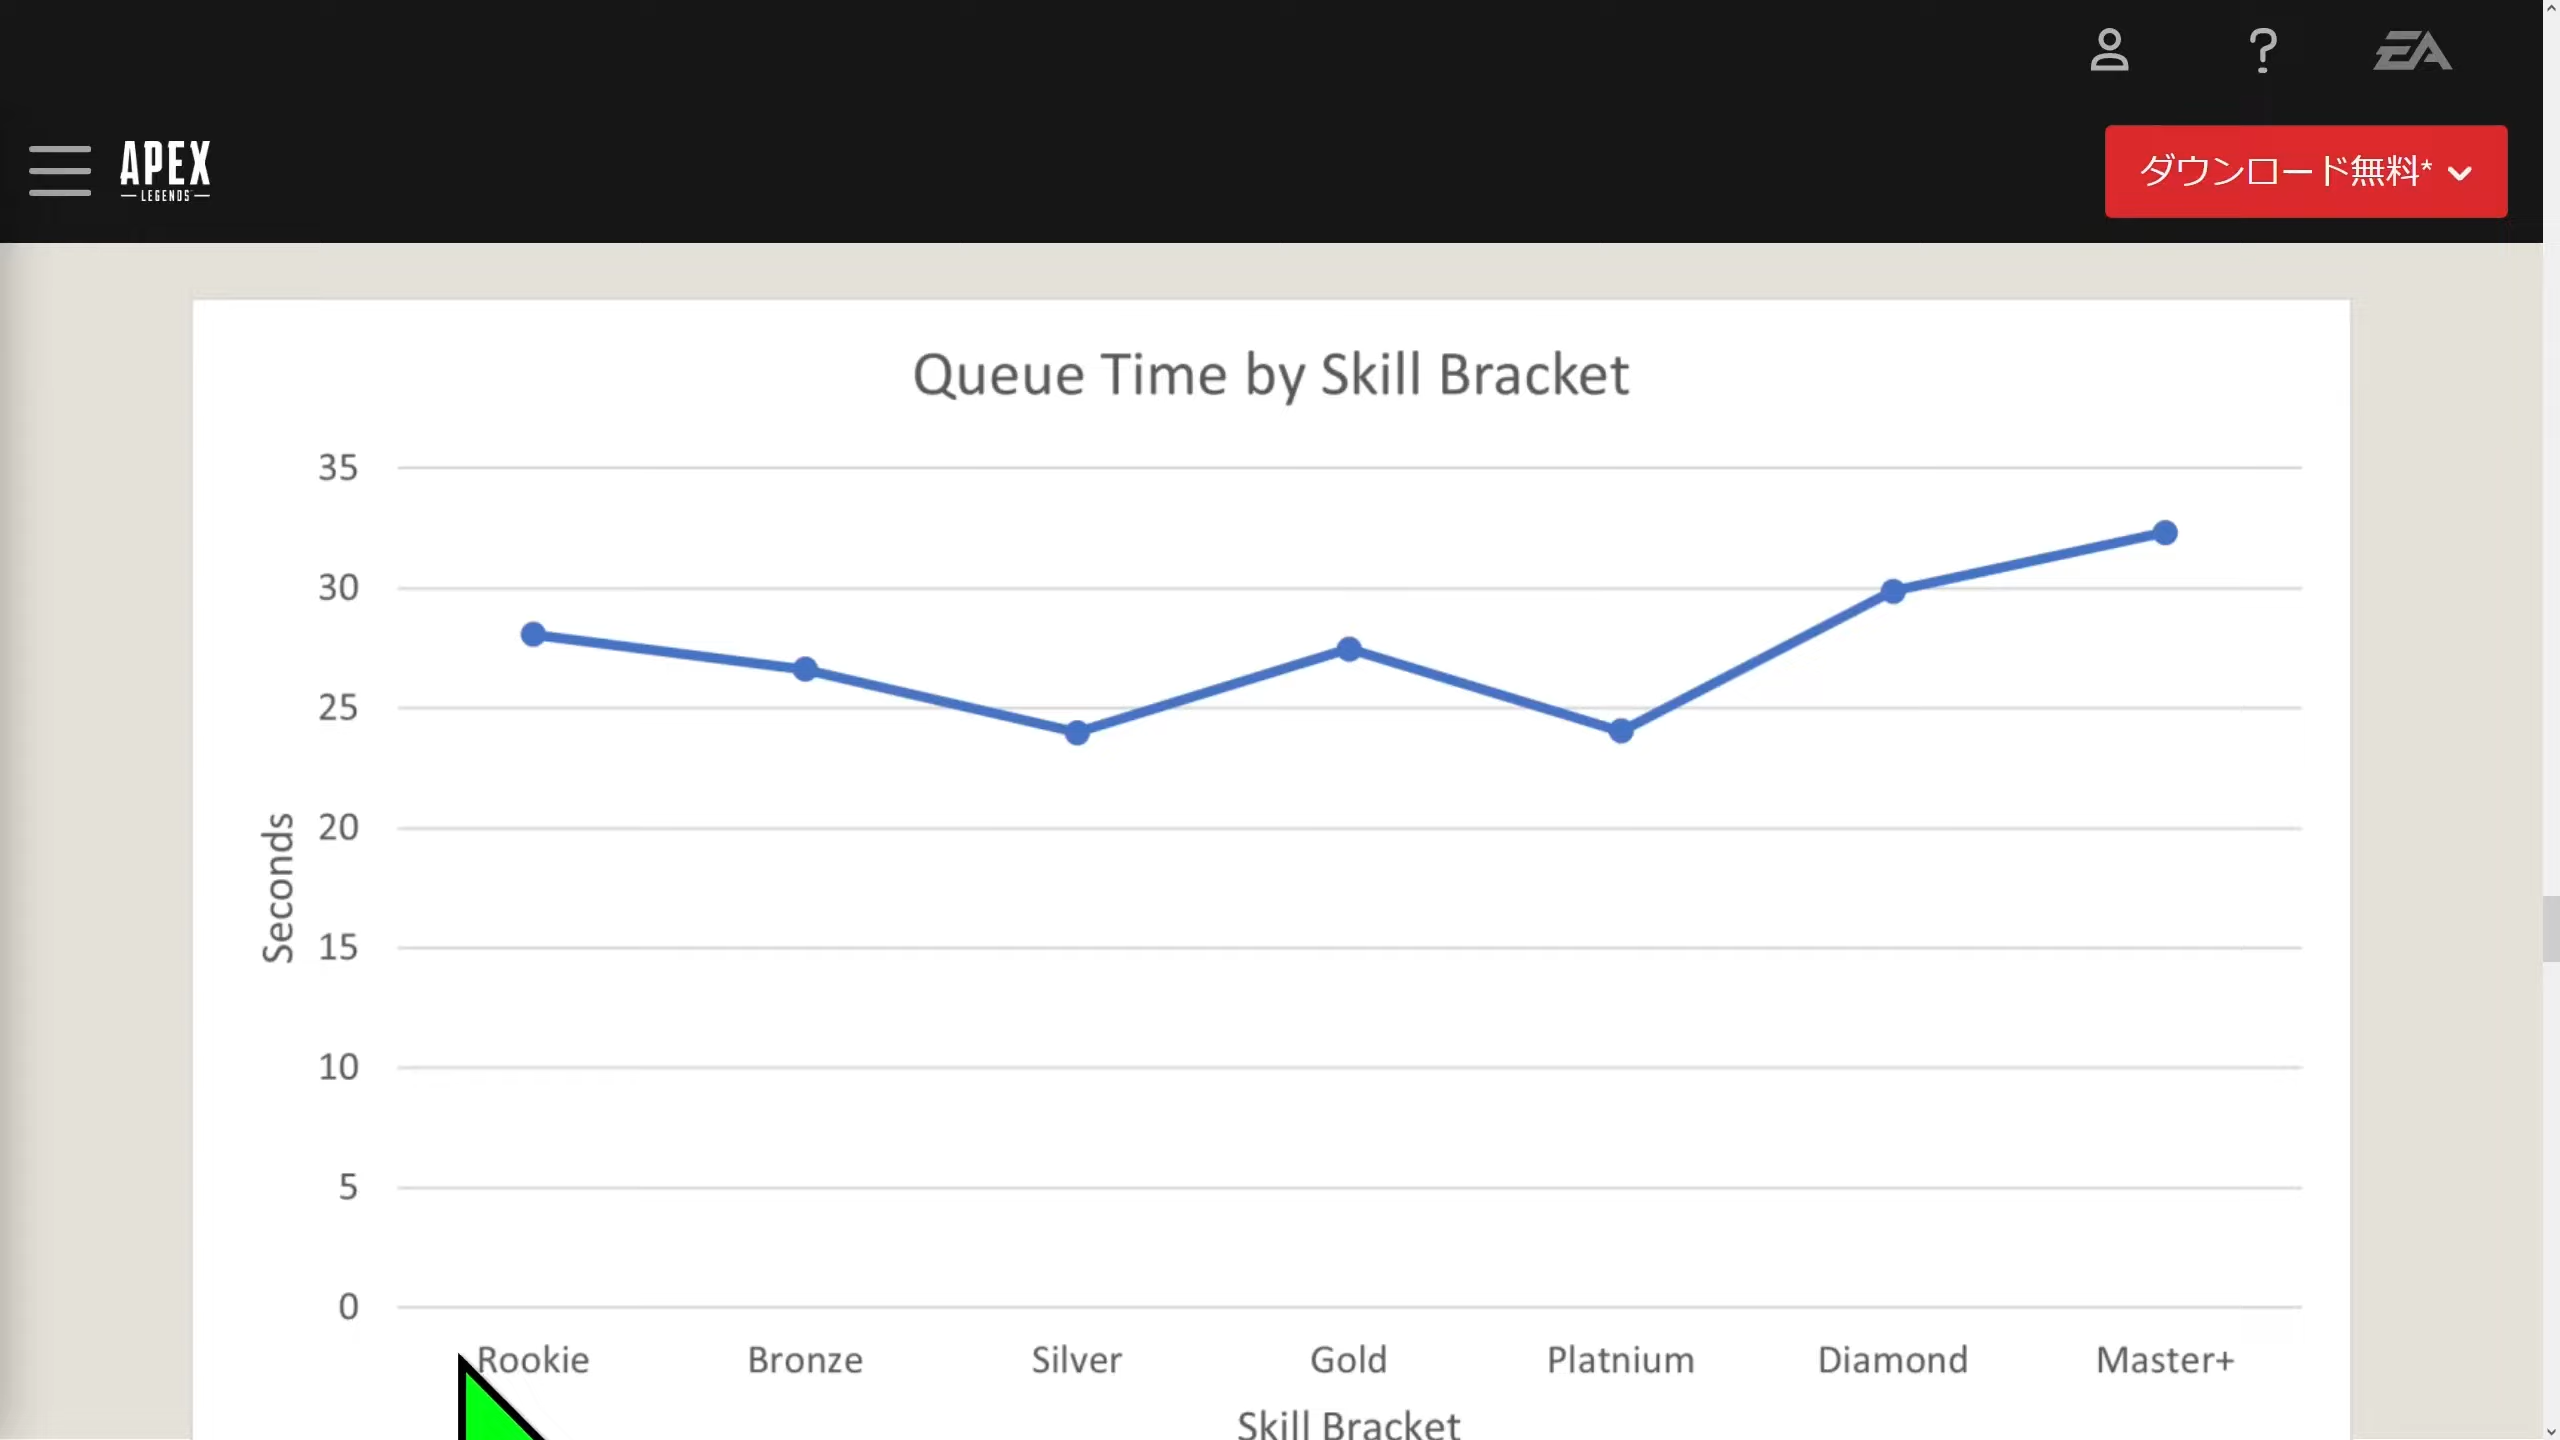 EA
APEX
LEGENDS
ダウンロード無料*
Queue Time by Skill Bracket
35
30
25
20
15
10
5
0
Seconds
Rookie Bronze Silver Gold Platnium Diamond Master+
Skill Bracket